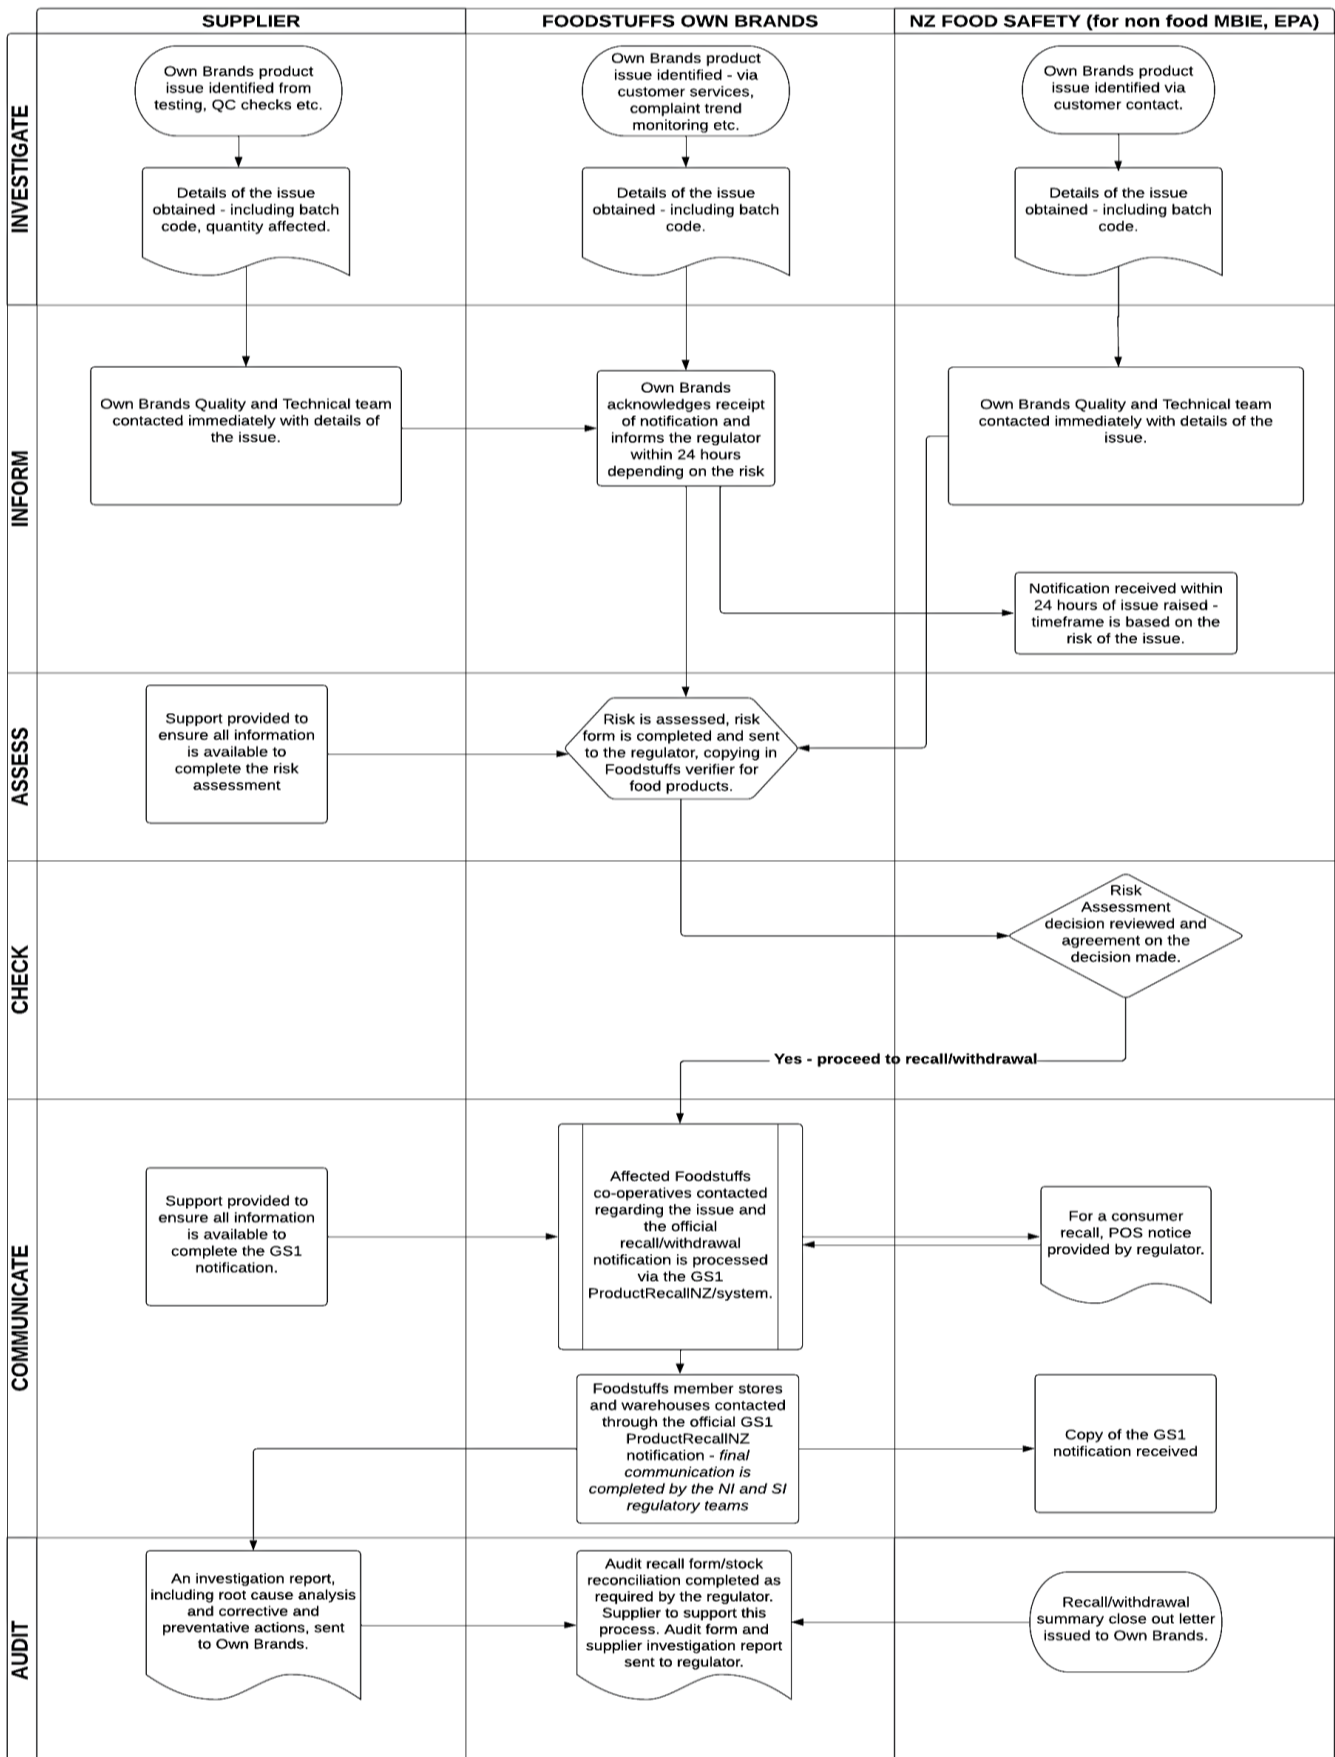 SUPPLIER
FOODSTUFFS OWN BRANDS
NZ FOOD SAFETY (for non food MBIE, EPA)
INVESTIGATE
Own Brands product
issue identified from
testing, QC checks etc.
Own Brands product
issue identified - via
customer services,
complaint trend
monitoring etc.
Own Brands product
issue identified via
customer contact.
Details of the issue
obtained - including batch
code, quantity affected.
Details of the issue
obtained - including batch
code.
Details of the issue
obtained - including batch
code.
INFORM
Own Brands Quality and Technical team
contacted immediately with details of
the issue.
Own Brands
acknowledges receipt
of notification and
informs the regulator
within 24 hours
depending on the risk
Own Brands Quality and Technical team
contacted immediately with details of the
issue.
Notification received within
24 hours of issue raised -
timeframe is based on the
risk of the issue.
ASSESS
Support provided to
ensure all information
is available to
complete the risk
assessment
Risk is assessed, risk
form is completed and sent
to the regulator, copying in
Foodstuffs verifier for
food products.
CHECK
Risk
Assessment
decision reviewed and
agreement on the
decision made.
Yes - proceed to recall/withdrawal
COMMUNICATE
Support provided to
ensure all information
is available to
complete the GS1
notification.
Affected Foodstuffs
co-operatives contacted
regarding the issue and
the official
recall/withdrawal
notification is processed
via the GS1
ProductRecallNZ/system.
For a consumer
recall, POS notice
provided by regulator.
Foodstuffs member stores
and warehouses contacted
through the official GS1
ProductRecallNZ
notification - final
communication is
completed by the NI and SI
regulatory teams
Copy of the GS1
notification received
AUDIT
An investigation report,
including root cause analysis
and corrective and
preventative actions, sent
to Own Brands.
Audit recall form/stock
reconciliation completed as
required by the regulator.
Supplier to support this
process. Audit form and
supplier investigation report
sent to regulator.
Recall/withdrawal
summary close out letter
issued to Own Brands.